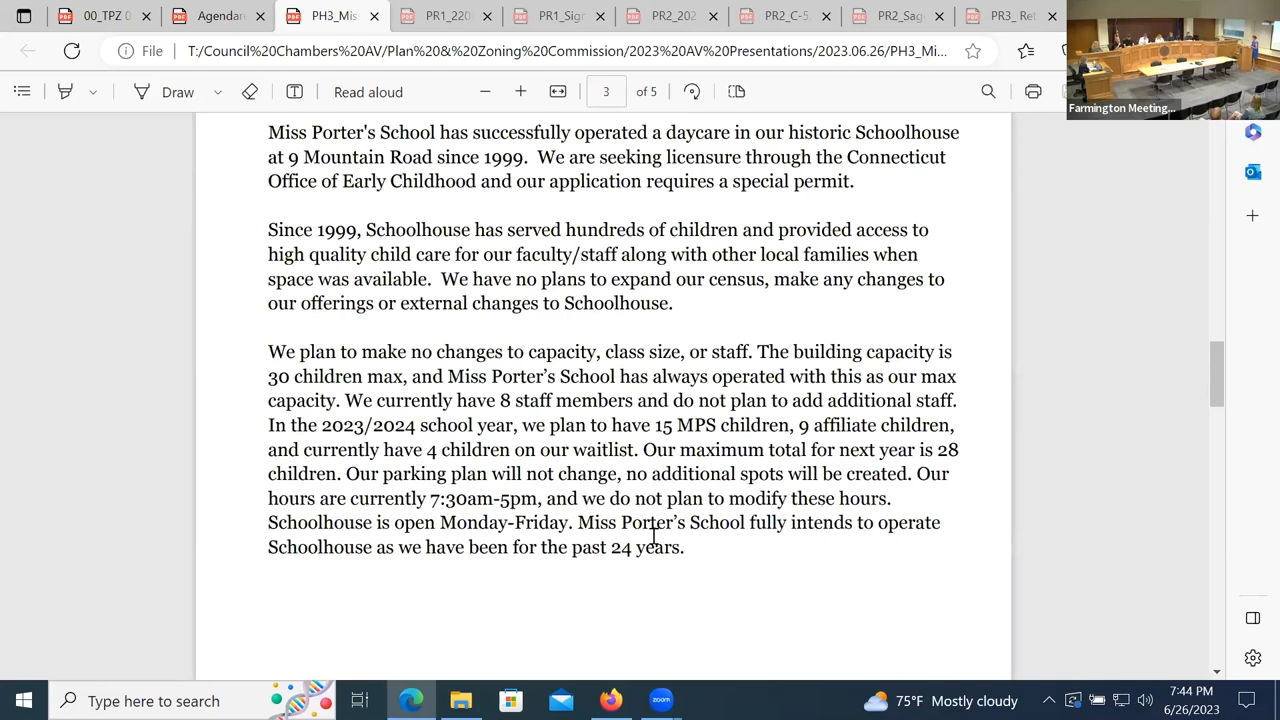 00_TPZ 0
Agendar
PH3_Mis
PR1_220
PR1_Sign
PR2_202
PR2_C-5
PR2_Sag
PR3_ Ret
File
T:/Council%20Chambers%20AV/Plan%20&%20Zoning%20Commission/2023%20AV%20Presentations/2023.06.26/PH3_Mi...
Draw
Read aloud
3
of 5
Farmington Meeting...
Miss Porter's School has successfully operated a daycare in our historic Schoolhouse
at 9 Mountain Road since 1999. We are seeking licensure through the Connecticut
Office of Early Childhood and our application requires a special permit.
Since 1999, Schoolhouse has served hundreds of children and provided access to
high quality child care for our faculty/staff along with other local families when
space was available. We have no plans to expand our census, make any changes to
our offerings or external changes to Schoolhouse.
We plan to make no changes to capacity, class size, or staff. The building capacity is
30 children max, and Miss Porter’s School has always operated with this as our max
capacity. We currently have 8 staff members and do not plan to add additional staff.
In the 2023/2024 school year, we plan to have 15 MPS children, 9 affiliate children,
and currently have 4 children on our waitlist. Our maximum total for next year is 28
children. Our parking plan will not change, no additional spots will be created. Our
hours are currently 7:30am-5pm, and we do not plan to modify these hours.
Schoolhouse is open Monday-Friday. Miss Porter’s School fully intends to operate
Schoolhouse as we have been for the past 24 years.
Type here to search
zoom
75°F Mostly cloudy
7:44 PM
6/26/2023